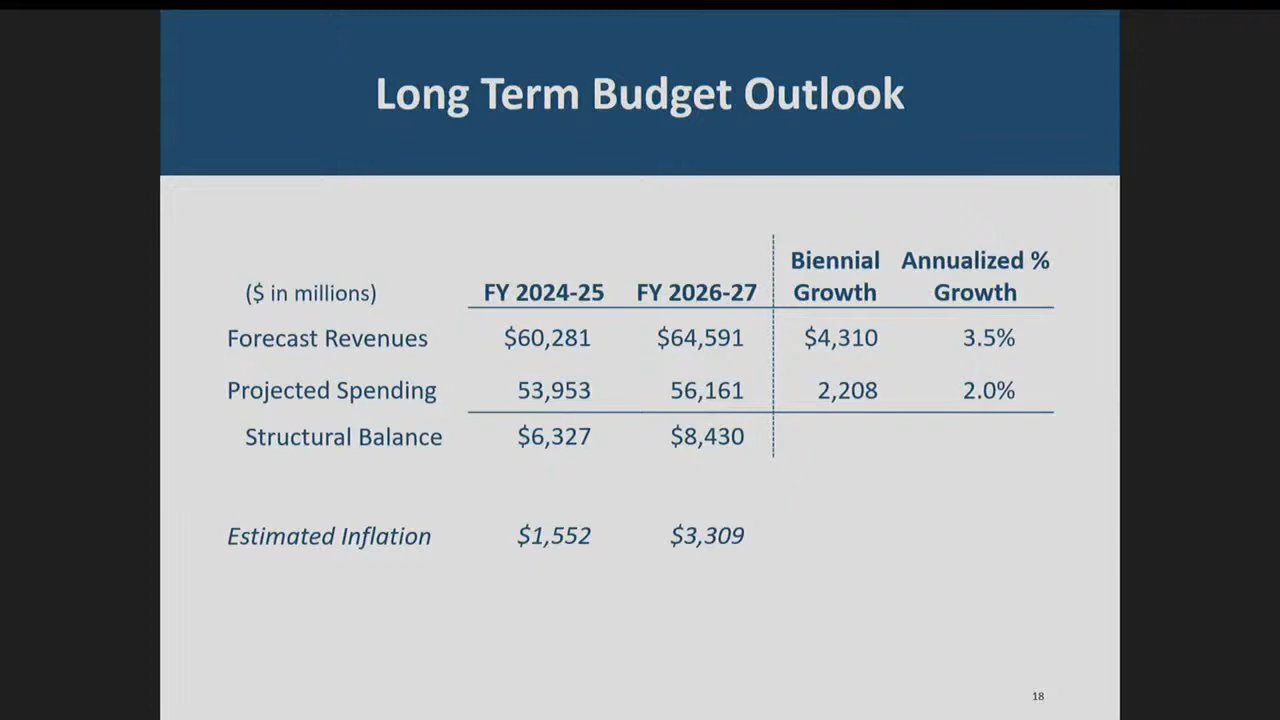 Long Term Budget Outlook
Biennial Annualized %
($ in millions) FY 2024-25 FY 2026-27 Growth Growth
Forecast Revenues $60,281 $64,591 $4,310 3.5%
Projected Spending 53,953 56,161 2,208 2.0%
Structural Balance $6,327 $8,430
Estimated Inflation $1,552 $3,309
18